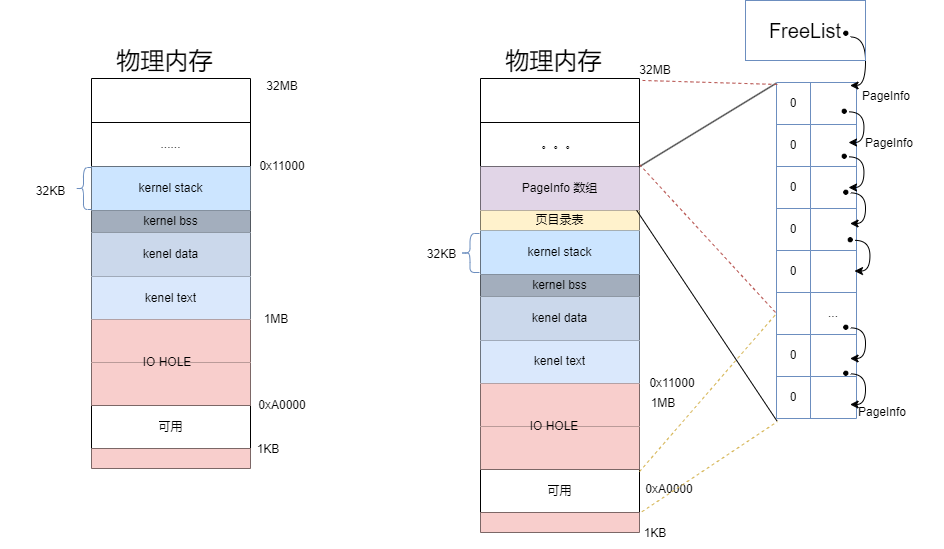 物理内存
32MB
......
0x11000
32KB
kernel stack
kernel bss
kenel data
kenel text
1MB
IO HOLE
0xA0000
可用
1KB
物理内存
32MB
。。。
PageInfo 数组
页目录表
32KB
kernel stack
kernel bss
kenel data
kenel text
0x11000
1MB
IO HOLE
可用
0xA0000
1KB
FreeList
PageInfo
0
PageInfo
0
0
0
0
...
0
0
PageInfo